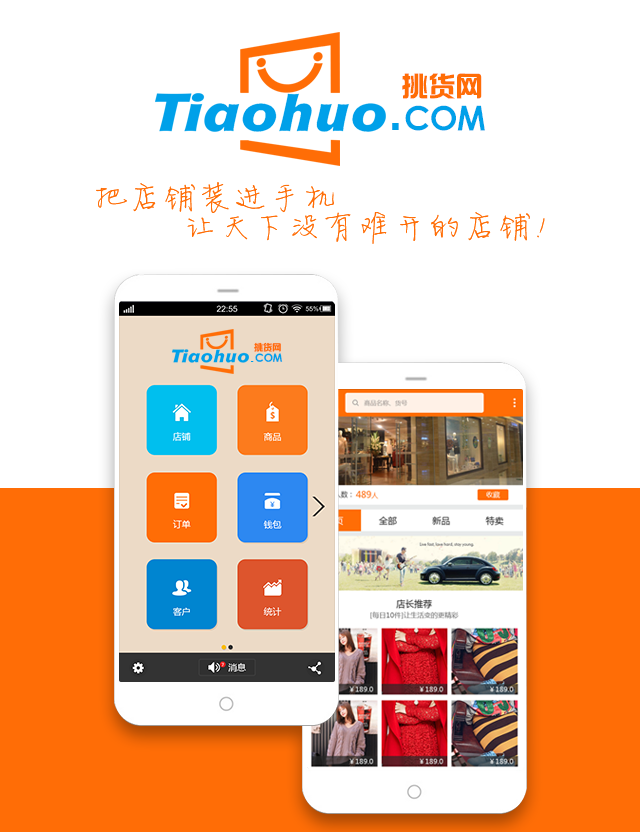 挑货网
Tiaohuo.COM
把店铺装进手机
让天下没有难开的店铺!
22:55
55%
挑货网
Tiaohuo.COM
店铺
商品
订单
钱包
客户
统计
消息
商品名称、货号
人数：489人
收藏
页
全部
新品
特卖
Live fast, love hard, stay young.
店长推荐
[每日10件]让生活变的更精彩
¥189.0
¥189.0
¥189.0
¥189.0
¥189.0
¥189.0